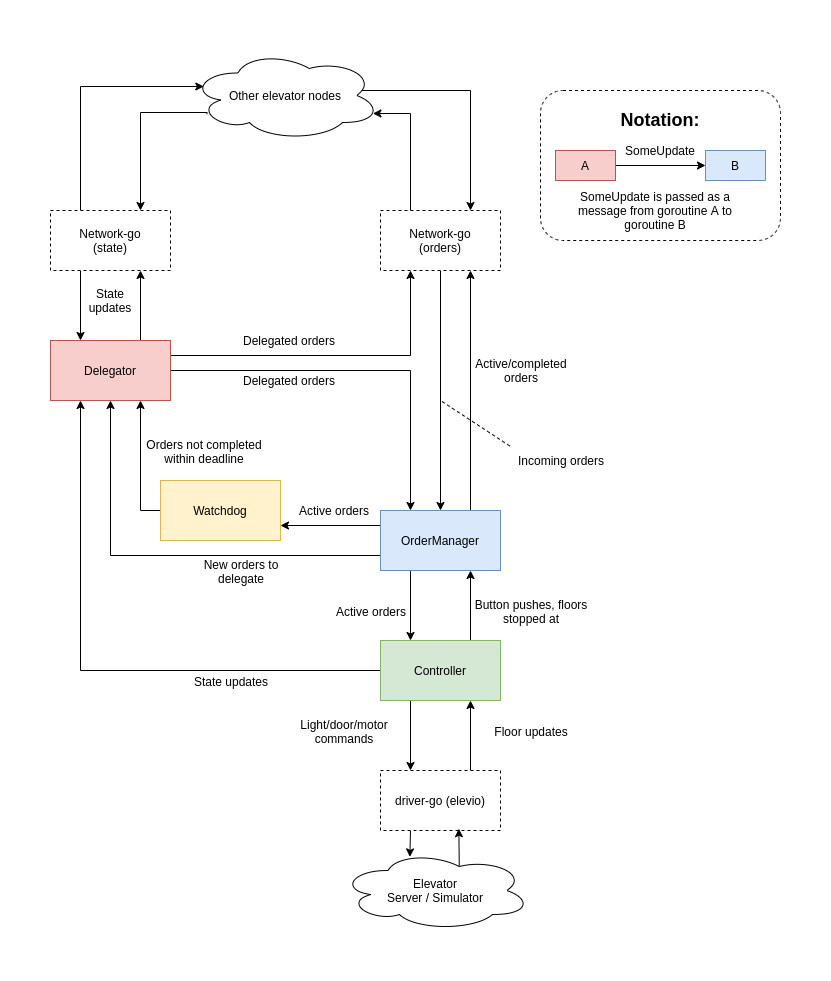 Other elevator nodes
Notation:
SomeUpdate
A
B
SomeUpdate is passed as a
message from goroutine A to
goroutine B
Network-go
(state)
Network-go
(orders)
State
updates
Delegated orders
Delegator
Delegated orders
Active/completed
orders
Orders not completed
within deadline
Incoming orders
Watchdog
Active orders
OrderManager
New orders to
delegate
Active orders
Button pushes, floors
stopped at
Controller
State updates
Light/door/motor
commands
Floor updates
driver-go (elevio)
Elevator
Server / Simulator